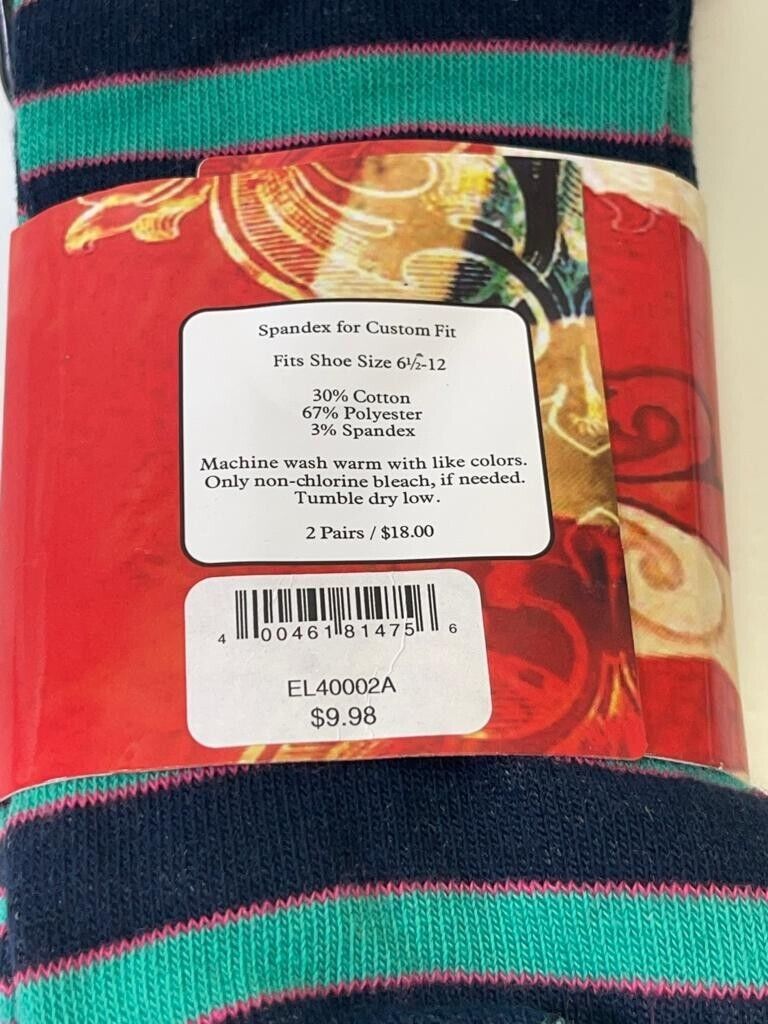 Spandex for Custom Fit
Fits Shoe Size 6½-12
30% Cotton
67% Polyester
3% Spandex
Machine wash warm with like colors.
Only non-chlorine bleach, if needed.
Tumble dry low.
2 Pairs / $18.00
4 00461 81475 6
EL40002A
$9.98